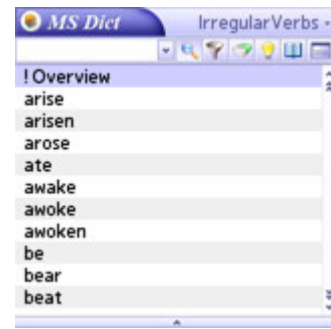 MS Dict IrregularVerbs
! Overview
arise
arisen
arose
ate
awake
awoke
awoken
be
bear
beat